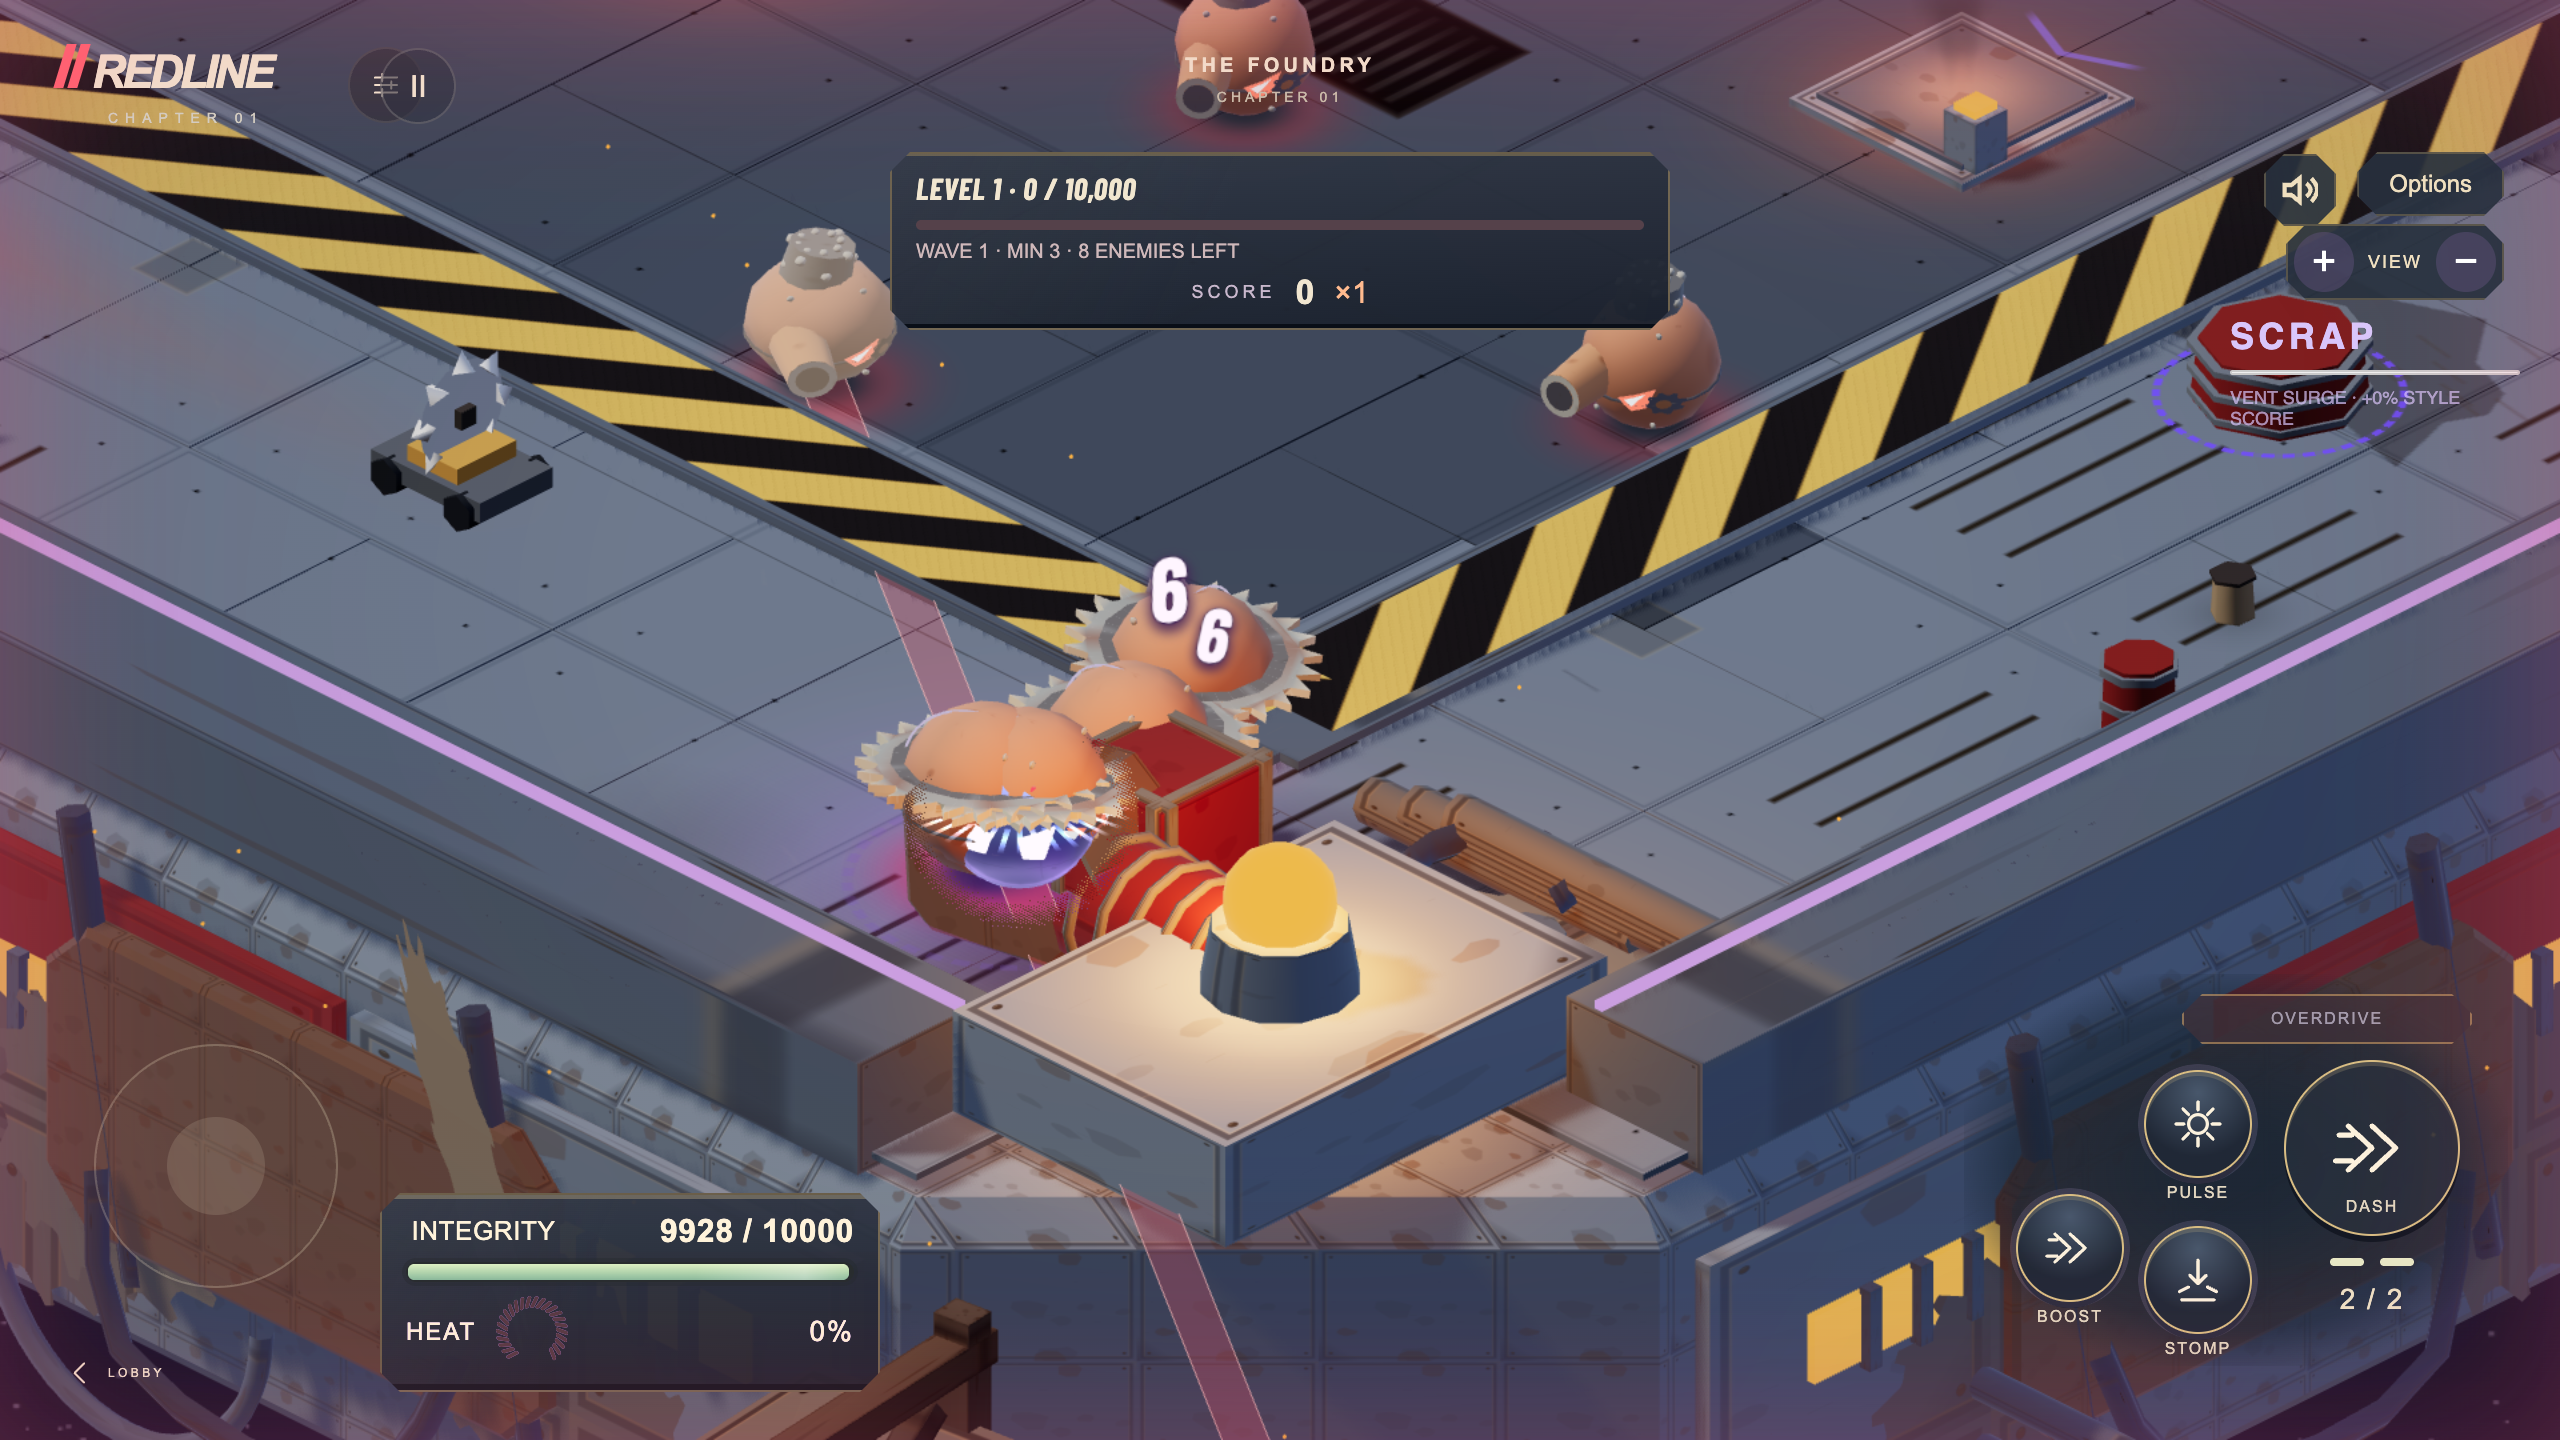 REDLINE
CHAPTER 01
THE FOUNDRY
CHAPTER 01
LEVEL 1 · 0 / 10,000
WAVE 1 · MIN 3 · 8 ENEMIES LEFT
SCORE 0 ×1
Options
+ VIEW −
SCRAP
VENT SURGE · +0% STYLE
SCORE
6
6
OVERDRIVE
PULSE
DASH
BOOST
STOMP
2 / 2
INTEGRITY 9928 / 10000
HEAT 0%
LOBBY